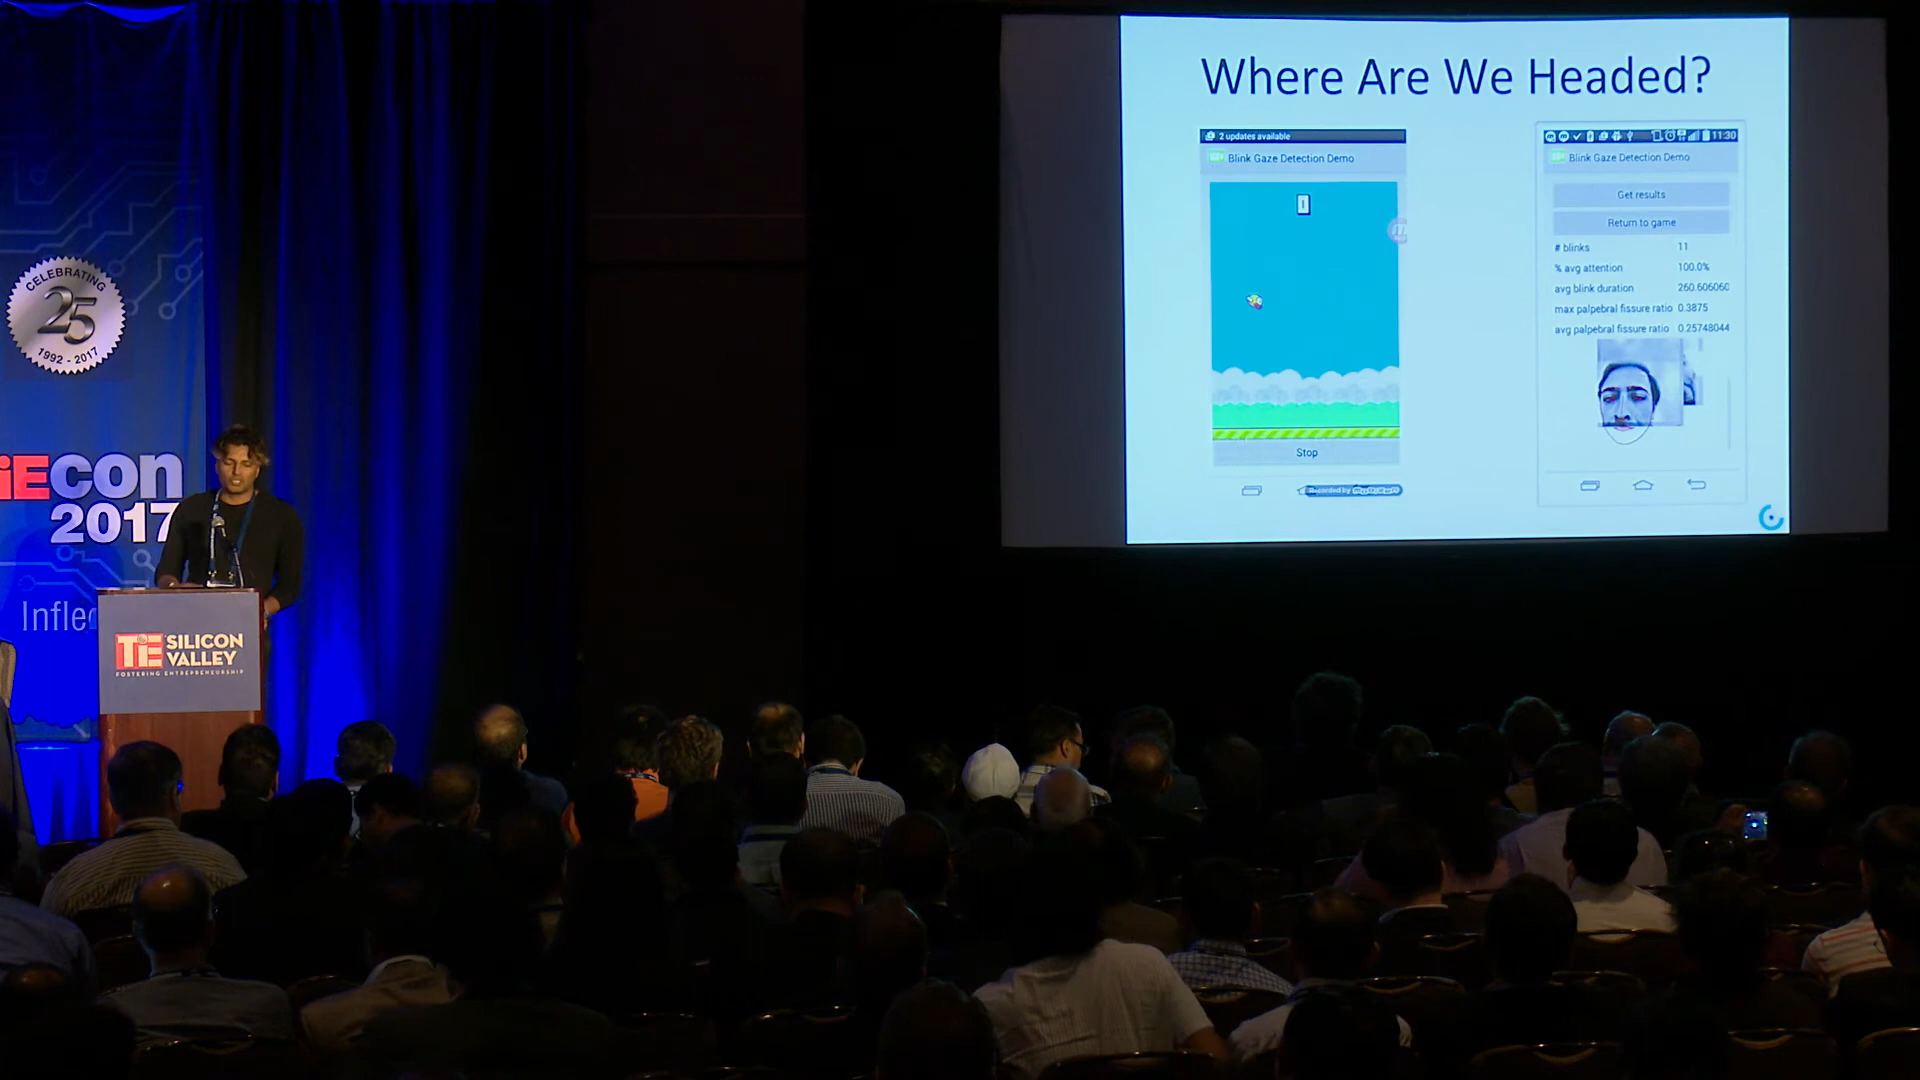 Where Are We Headed?
2 updates available
Blink Gaze Detection Demo
Stop
Recorded by
11:30
Blink Gaze Detection Demo
Get results
Return to game
# blinks 11
% avg attention 100.0%
avg blink duration 260.606060
max palpebral fissure ratio 0.3875
avg palpebral fissure ratio 0.25748044
CELEBRATING
25
1992 - 2017
iEcon
2017
Infle
TiE SILICON
VALLEY
FOSTERING ENTREPRENEURSHIP